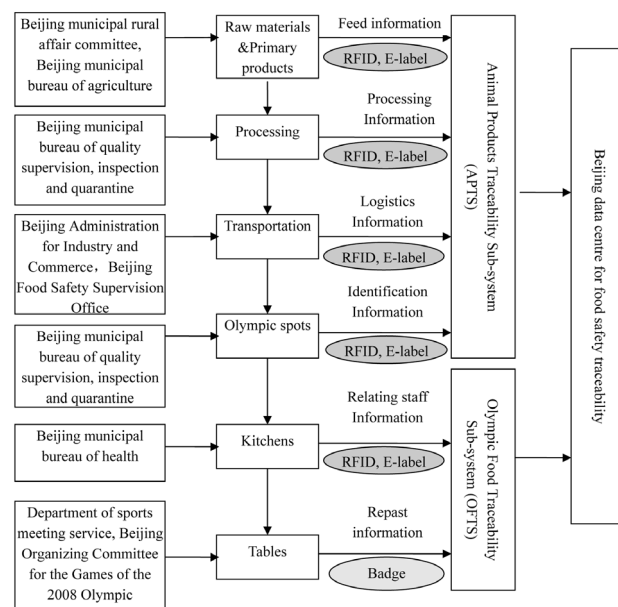 Beijing municipal rural
affair committee,
Beijing municipal
bureau of agriculture
Raw materials
&Primary
products
Feed information
RFID, E-label
Beijing municipal
bureau of quality
supervision, inspection
and quarantine
Processing
Processing
Information
RFID, E-label
Beijing Administration
for Industry and
Commerce，Beijing
Food Safety Supervision
Office
Transportation
Logistics
Information
RFID, E-label
Beijing municipal
bureau of quality
supervision, inspection
and quarantine
Olympic spots
Identification
Information
RFID, E-label
Beijing municipal
bureau of health
Kitchens
Relating staff
Information
RFID, E-label
Department of sports
meeting service, Beijing
Organizing Committee
for the Games of the
2008 Olympic
Tables
Repast
information
Badge
Animal Products Traceability Sub-system
(APTS)
Olympic Food Traceability
Sub-system (OFTS)
Beijing data centre for food safety traceability